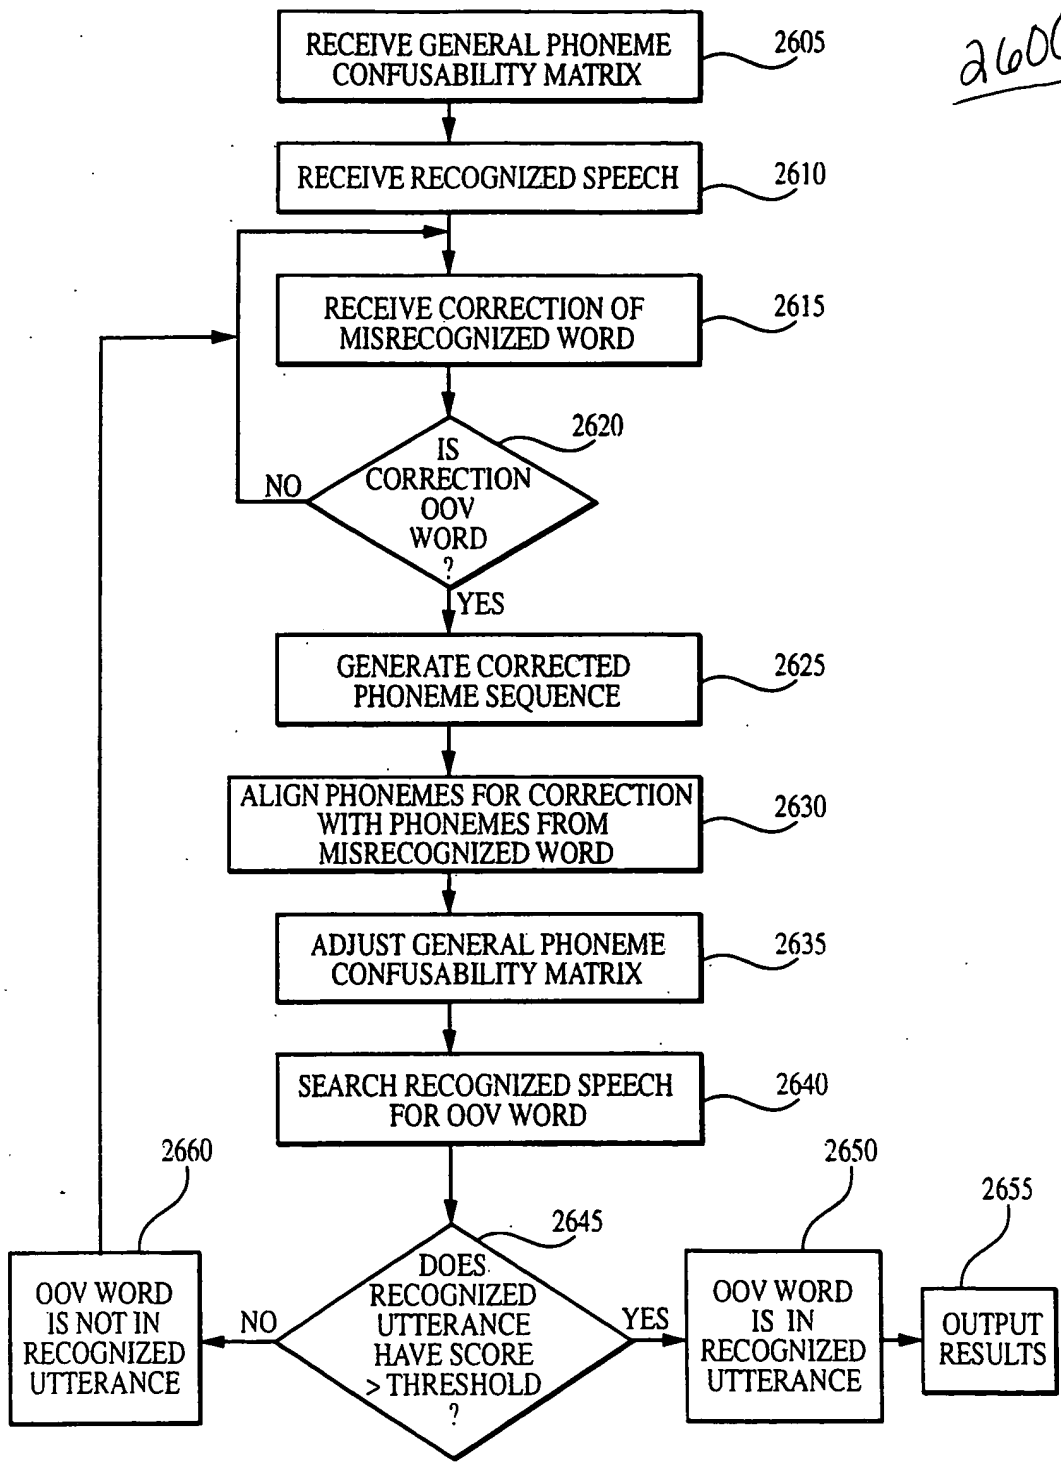 2600
RECEIVE GENERAL PHONEME
CONFUSABILITY MATRIX
2605
RECEIVE RECOGNIZED SPEECH
2610
RECEIVE CORRECTION OF
MISRECOGNIZED WORD
2615
IS
CORRECTION
OOV
WORD
?
2620
NO
YES
GENERATE CORRECTED
PHONEME SEQUENCE
2625
ALIGN PHONEMES FOR CORRECTION
WITH PHONEMES FROM
MISRECOGNIZED WORD
2630
ADJUST GENERAL PHONEME
CONFUSABILITY MATRIX
2635
SEARCH RECOGNIZED SPEECH
FOR OOV WORD
2640
DOES
RECOGNIZED
UTTERANCE
HAVE SCORE
> THRESHOLD
?
2645
NO
YES
2660
OOV WORD
IS NOT IN
RECOGNIZED
UTTERANCE
2650
OOV WORD
IS IN
RECOGNIZED
UTTERANCE
2655
OUTPUT
RESULTS